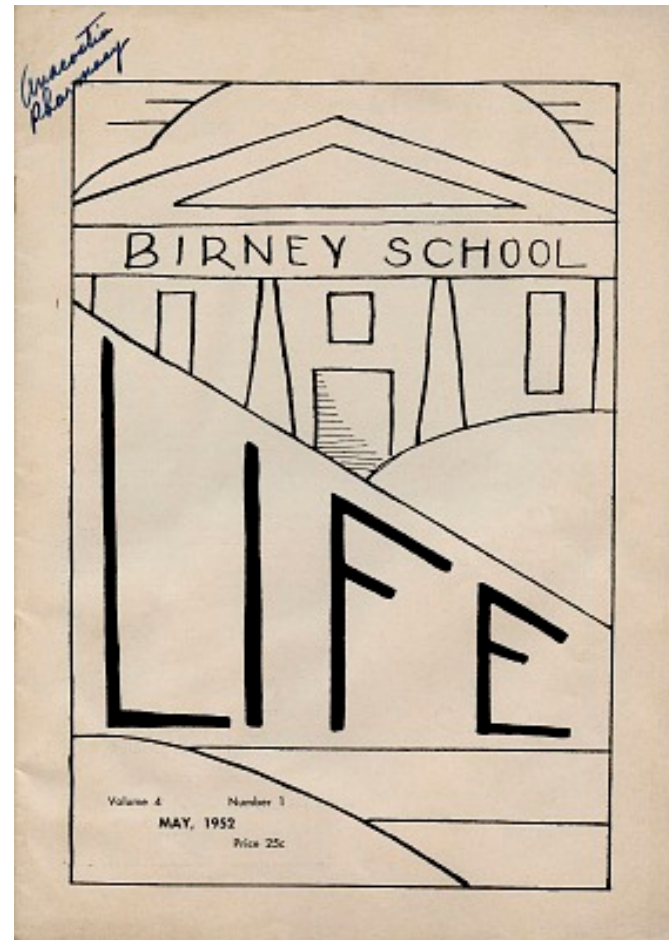 Anacostia
Pharmacy
BIRNEY SCHOOL
LIFE
Volume 4 Number 1
MAY, 1952
Price 25c